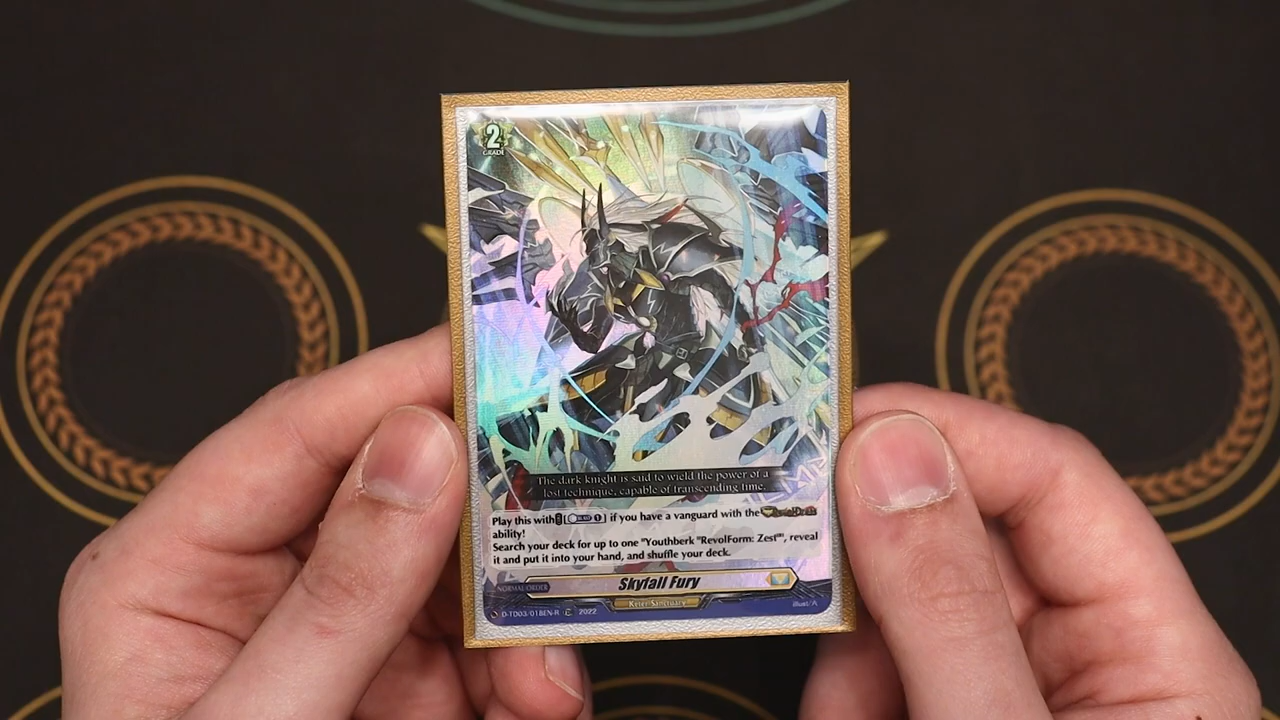 2
GRADE
The dark knight is said to wield the power of a
lost technique, capable of transcending time.
Play this with [ 1 ] if you have a vanguard with the
ability!
Search your deck for up to one "Youthberk "RevolForm: Zest"", reveal
it and put it into your hand, and shuffle your deck.
NORMAL ORDER
Skyfall Fury
Keter Sanctuary
D-TD03/018EN-R 2022
illust/A